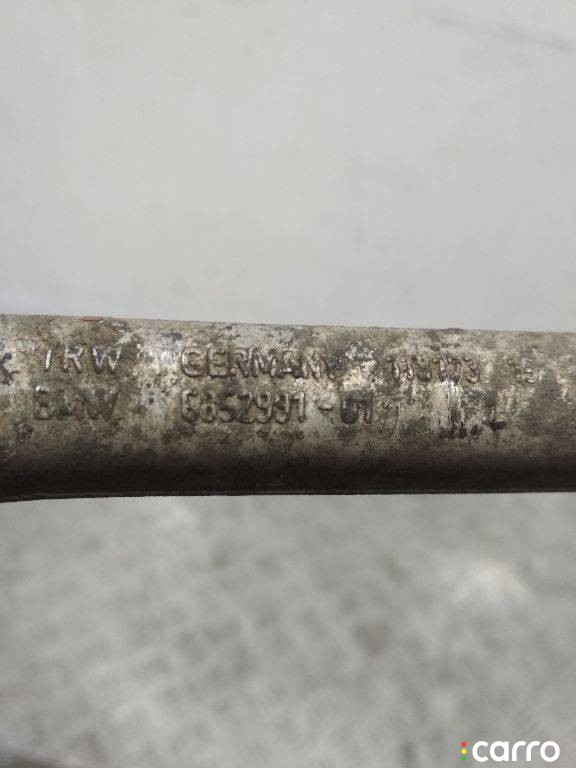 TRW GERMANY
BMW 6852991-01 L
carro